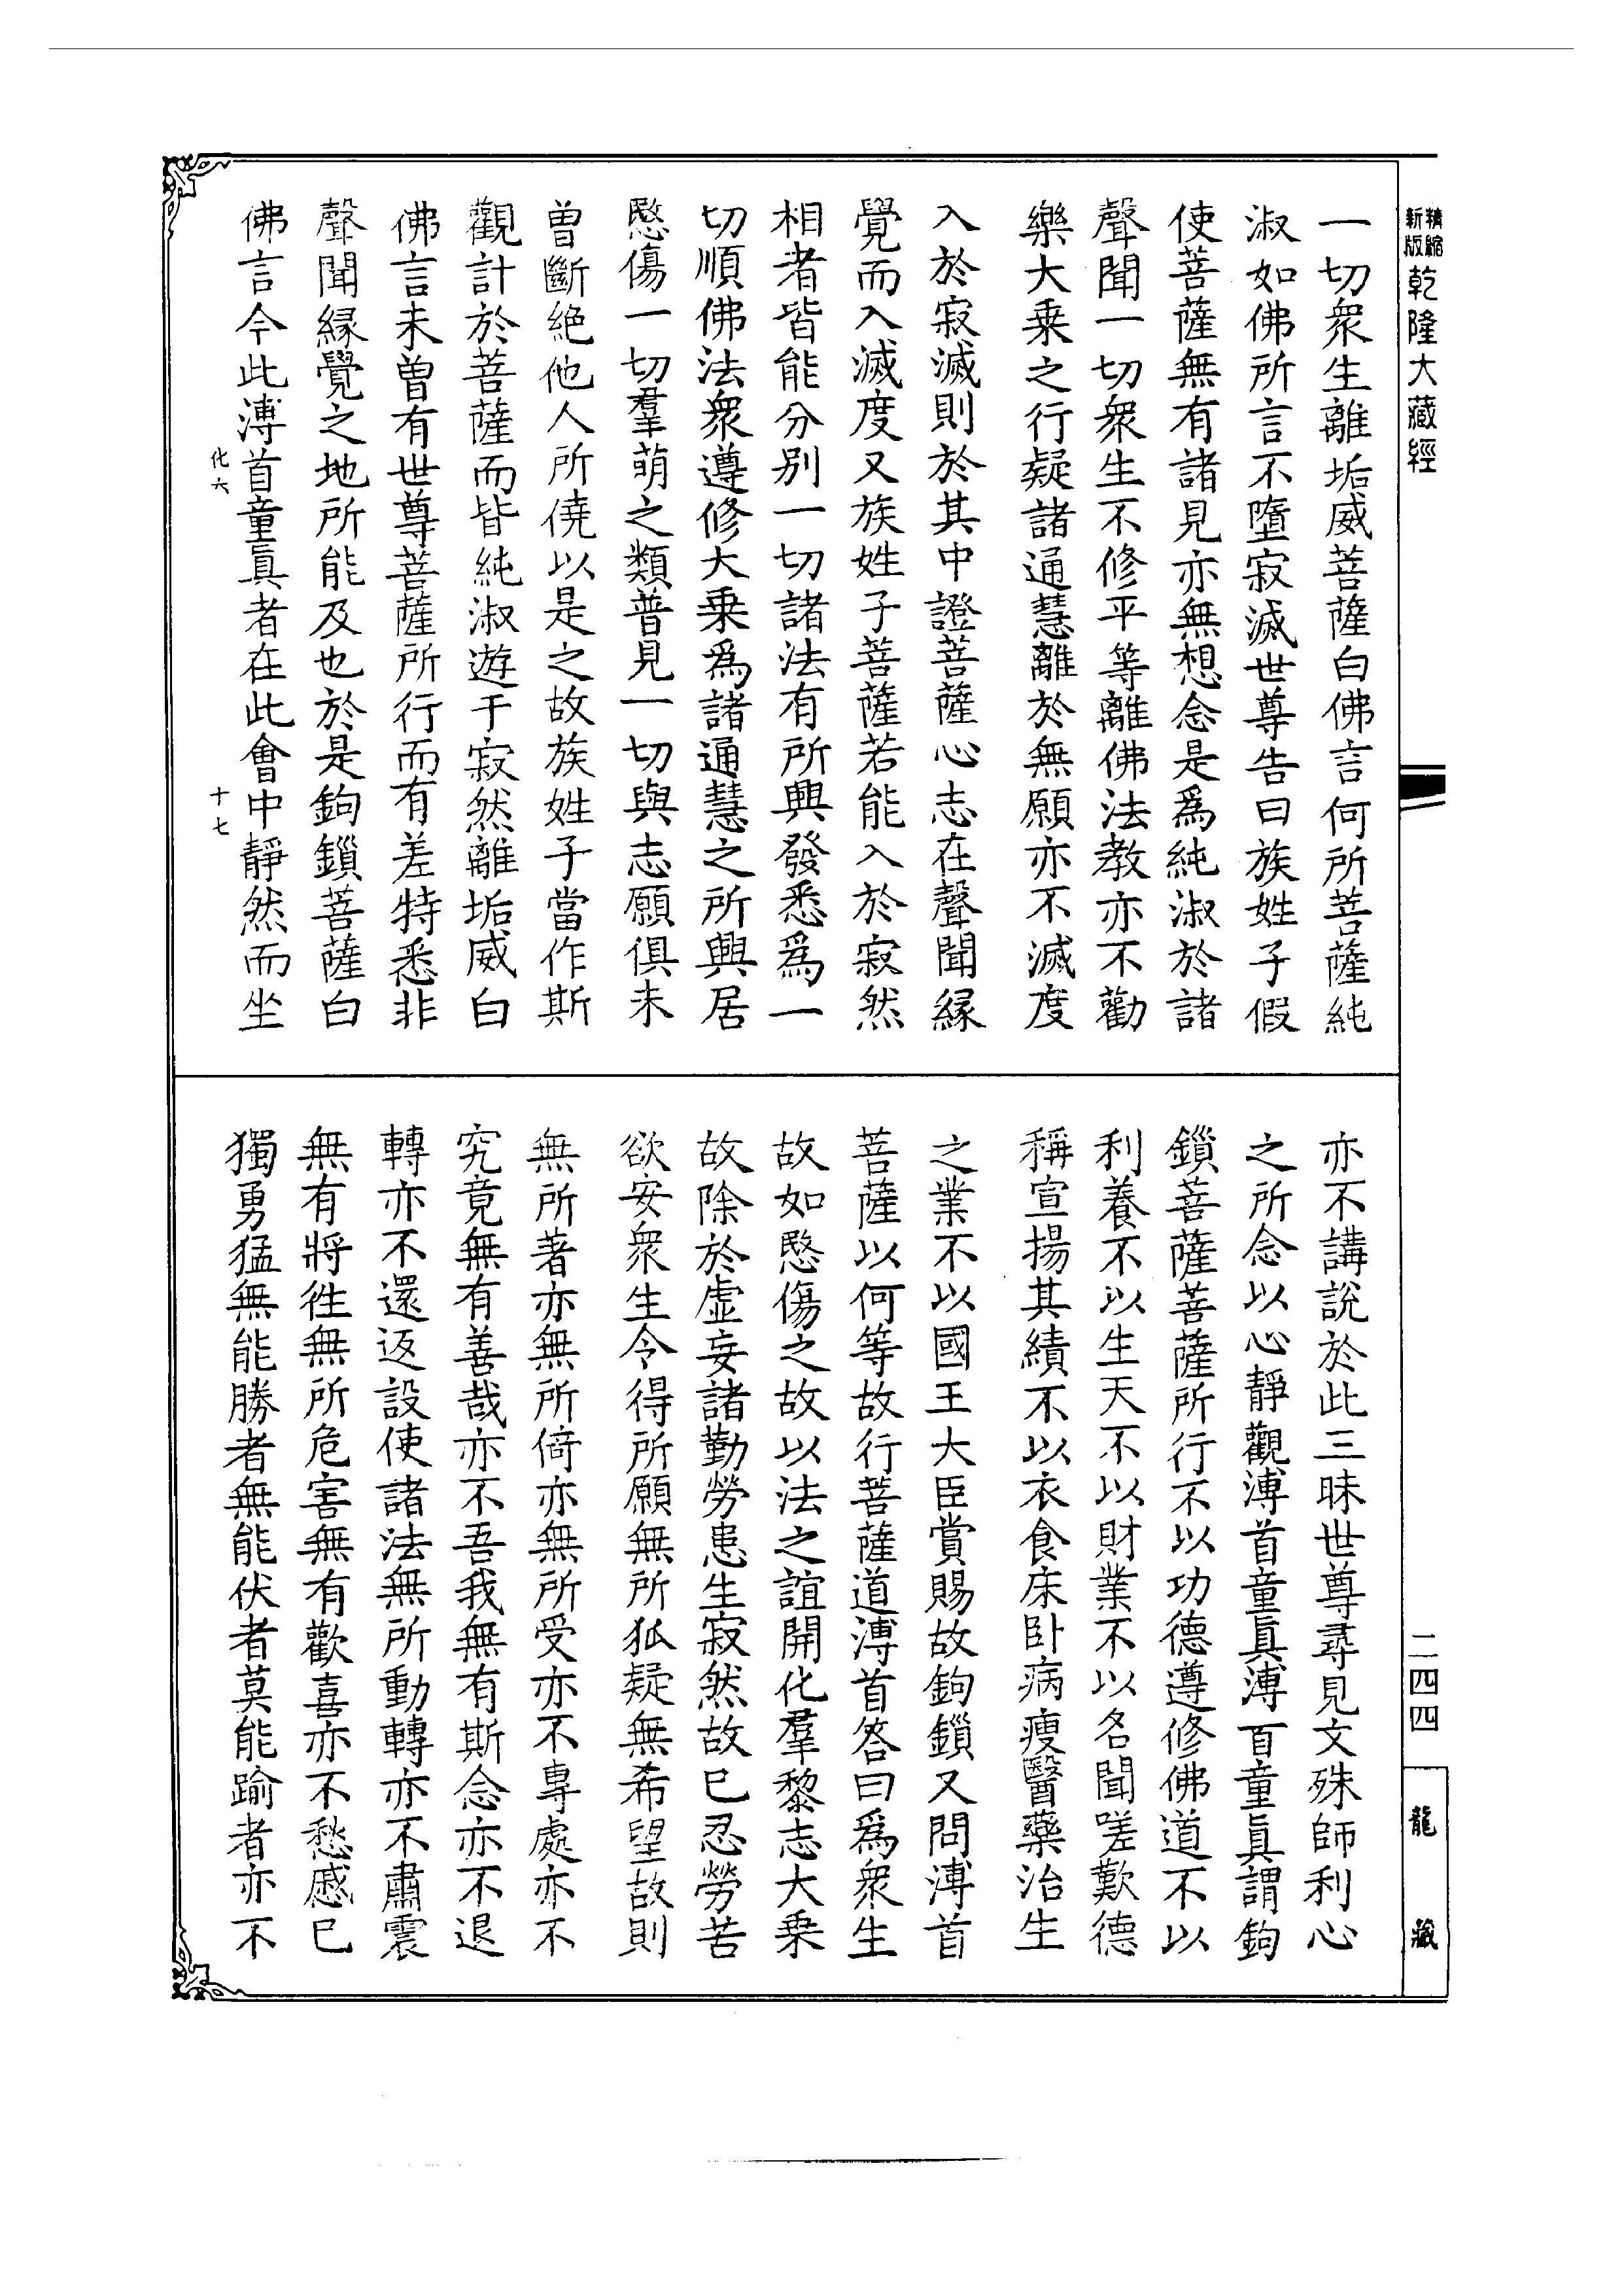 精縮新版乾隆大藏經
一切衆生離垢威菩薩白佛言何所菩薩純
淑如佛所言不墮寂滅世尊告曰族姓子假
使菩薩無有諸見亦無想念是爲純淑於諸
聲聞一切衆生不修平等離佛法教亦不勸
樂大乗之行疑諸通慧離於無願亦不滅度
入於寂滅則於其中證菩薩心志在聲聞縁
覺而入滅度又族姓子菩薩若能入於寂然
相者皆能分别一切諸法有所興發悉爲一
切順佛法衆遵修大乗爲諸通慧之所興居
愍傷一切羣萌之類普見一切與志願俱未
曽斷絶他人所僥以是之故族姓子當作斯
觀計於菩薩而皆純淑遊于寂然離垢威白
佛言未曽有世尊菩薩所行而有差特悉非
聲聞縁覺之地所能及也於是鉤鎖菩薩白
佛言今此溥首童眞者在此會中靜然而坐
化六
十七
亦不講説於此三昧世尊尋見文殊師利心
之所念以心靜觀溥首童眞溥首童眞謂鉤
鎖菩薩菩薩所行不以功德遵修佛道不以
利養不以生天不以財業不以名聞嗟歎德
稱宣揚其績不以衣食床卧病瘦醫藥治生
之業不以國王大臣賞賜故鉤鎖又問溥首
菩薩以何等故行菩薩道溥首答曰爲衆生
故如愍傷之故以法之誼開化羣黎志大乗
故除於虚妄諸勤勞患生寂然故已忍勞苦
欲安衆生令得所願無所狐疑無希望故則
無所著亦無所倚亦無所受亦不專處亦不
究竟無有善哉亦不吾我無有斯念亦不退
轉亦不還返設使諸法無所動轉亦不肅震
無有將徃無所危害無有歡喜亦不愁慼已
獨勇猛無能勝者無能伏者莫能踰者亦不
二四四
龍藏